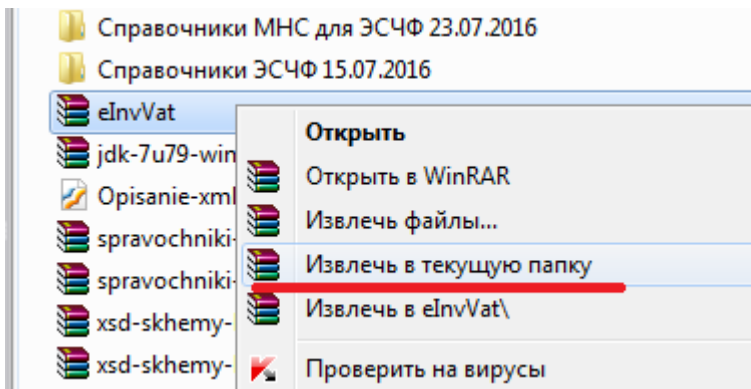 Справочники МНС для ЭСЧФ 23.07.2016
Справочники ЭСЧФ 15.07.2016
eInvVat
Открыть
jdk-7u79-win
Открыть в WinRAR
Opisanie-xml
Извлечь файлы...
spravochniki-
Извлечь в текущую папку
spravochniki-
Извлечь в eInvVat\
xsd-skhemy-
xsd-skhemy-
Проверить на вирусы